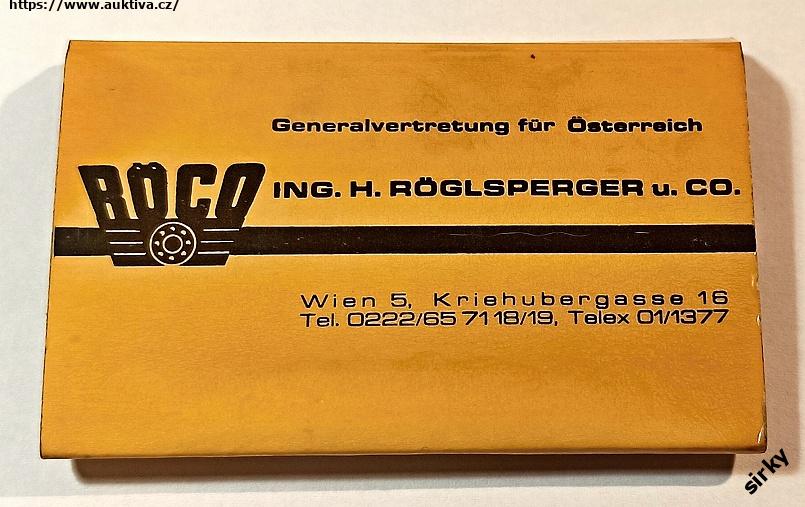 https://www.auktiva.cz/
Generalvertretung für Österreich
RÖCO
ING. H. RÖGLSPERGER u. CO.
Wien 5, Kriehubergasse 16
Tel. 0222/65 71 18/19, Telex 01/1377
sirky